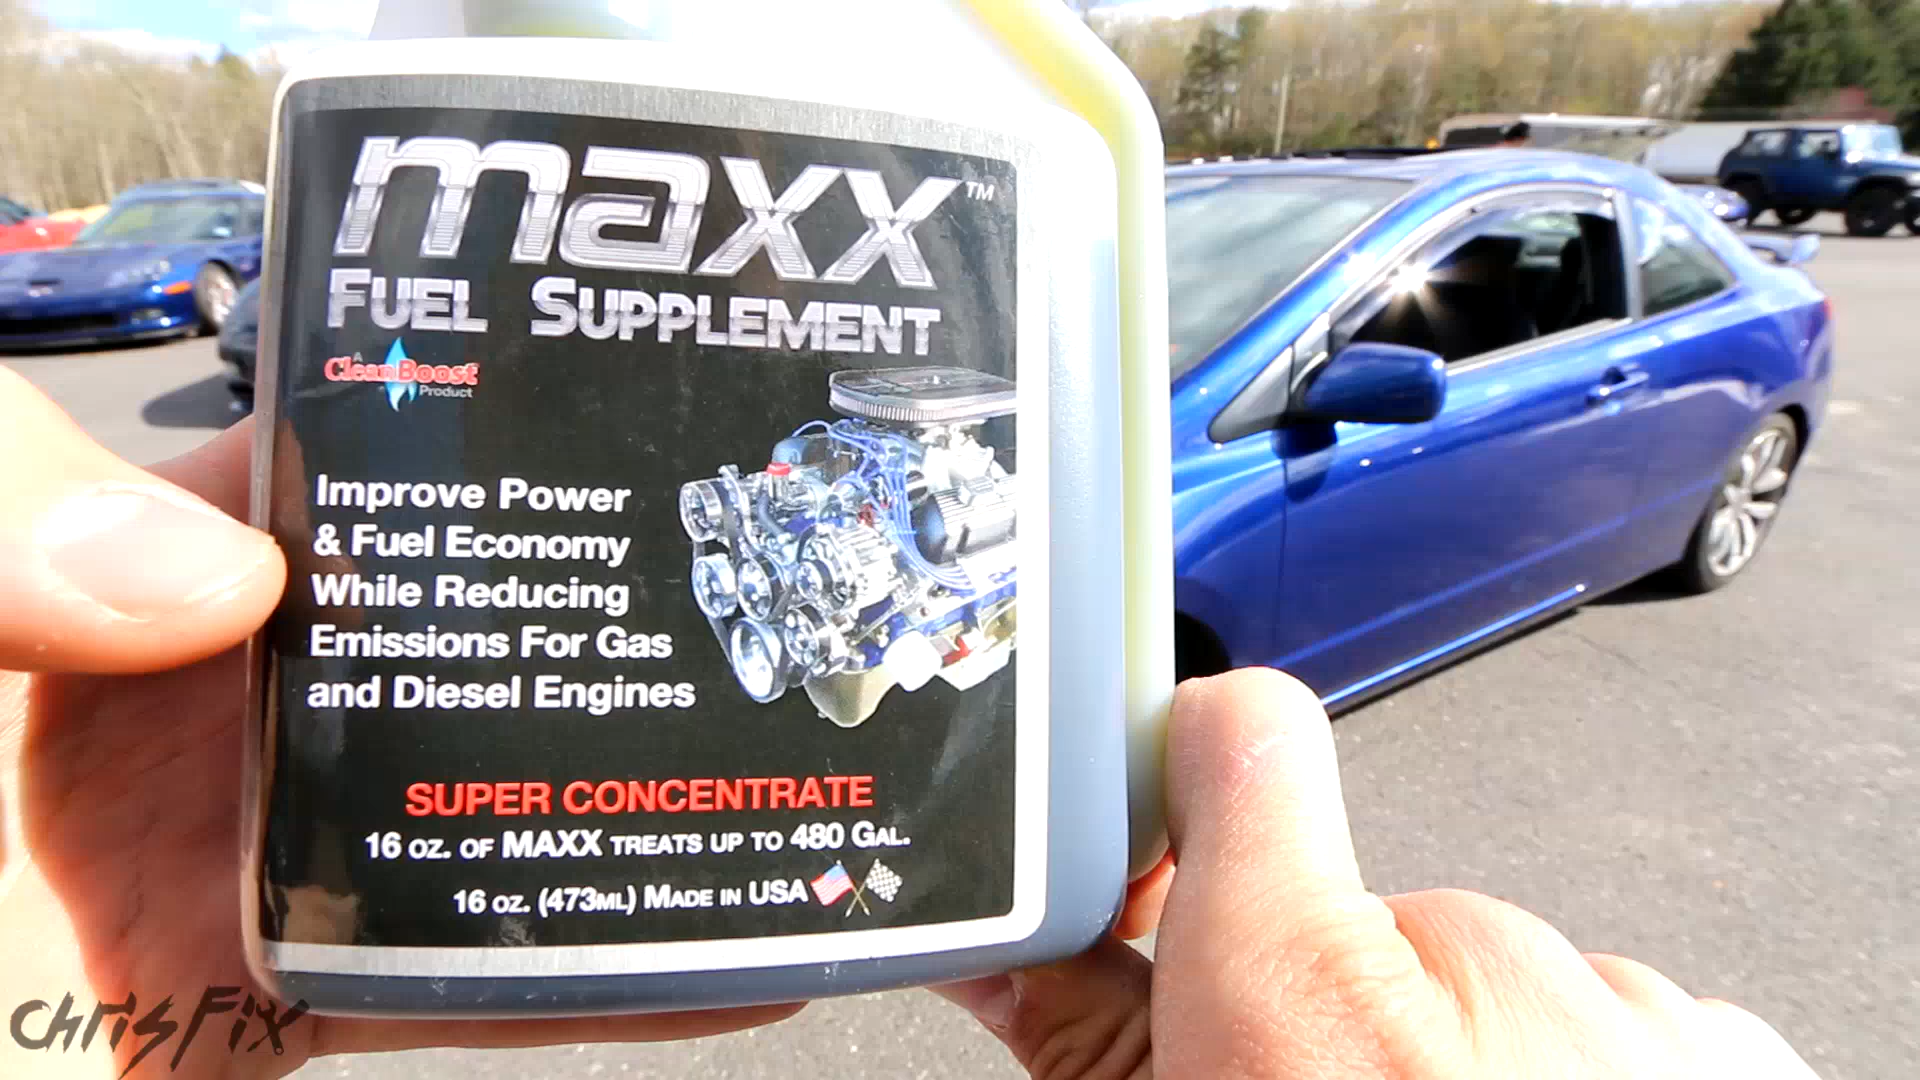 maxx™
FUEL SUPPLEMENT
A
CleanBoost
Product
Improve Power
& Fuel Economy
While Reducing
Emissions For Gas
and Diesel Engines
SUPER CONCENTRATE
16 OZ. OF MAXX TREATS UP TO 480 GAL.
16 OZ. (473ML) MADE IN USA
ChrisFix